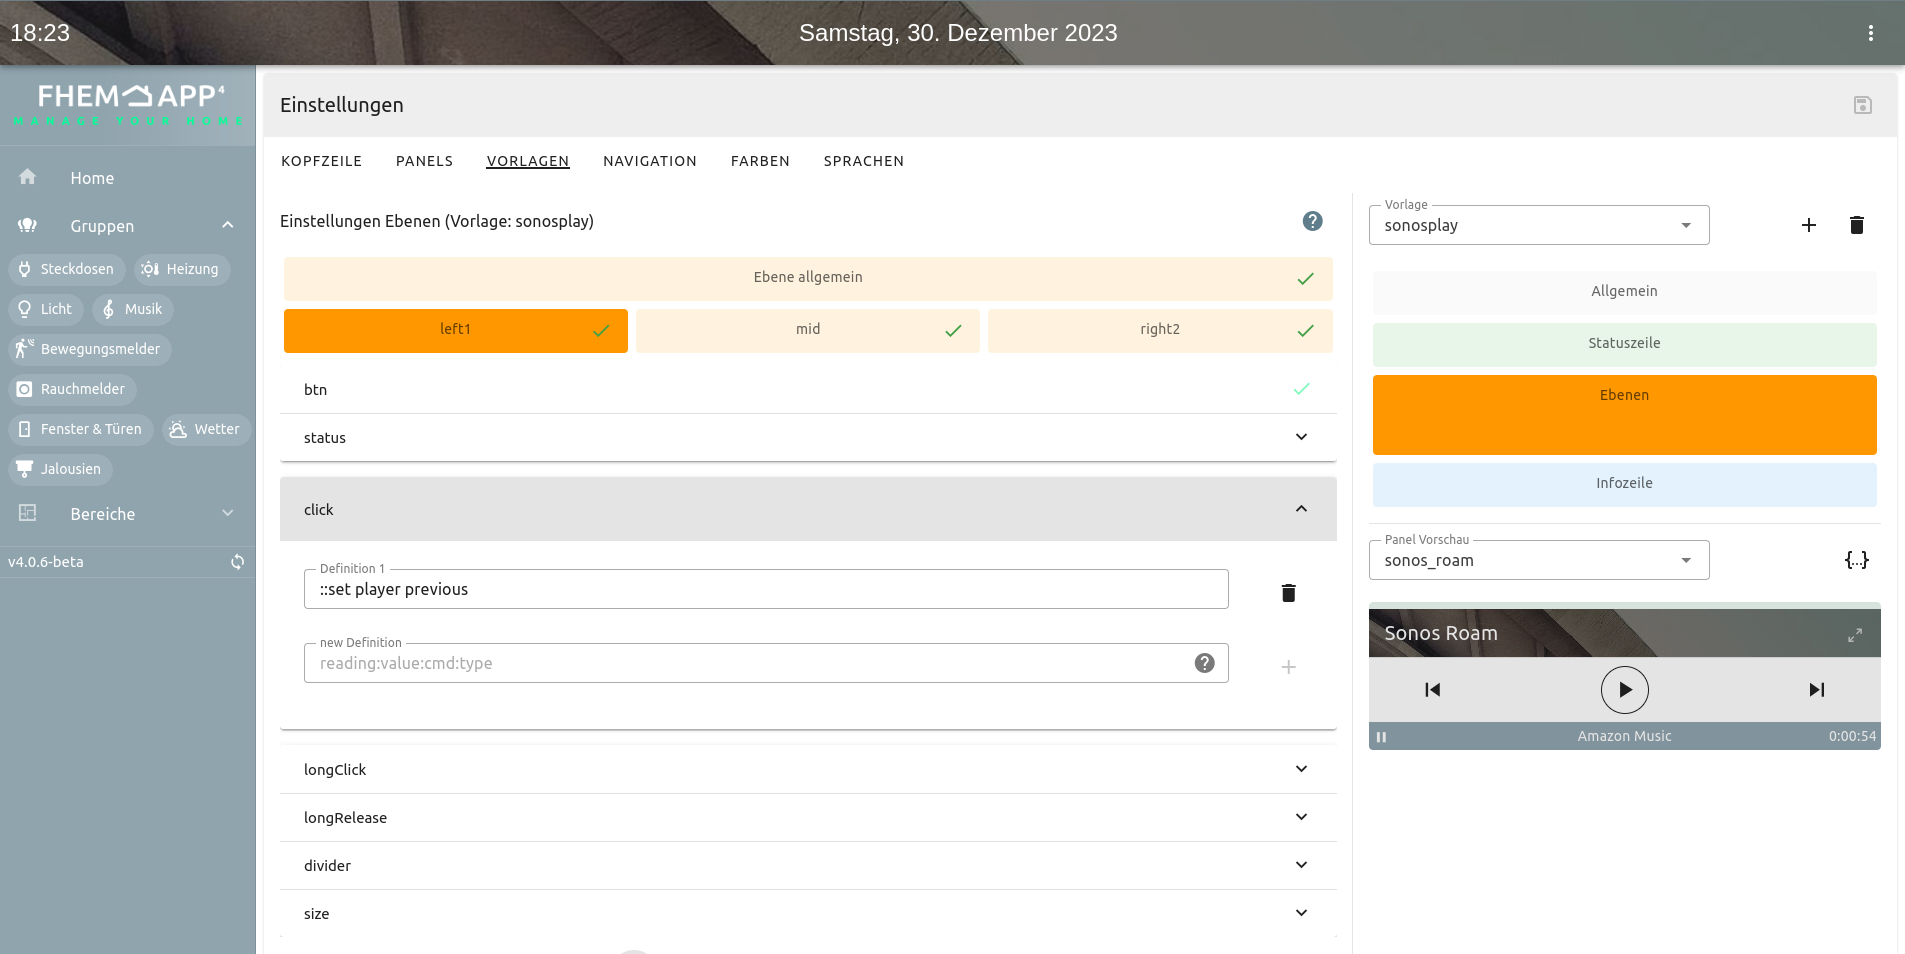 18:23
Samstag, 30. Dezember 2023
FHEM APP4
MANAGE YOUR HOME
Home
Gruppen
Steckdosen
Heizung
Licht
Musik
Bewegungsmelder
Rauchmelder
Fenster & Türen
Wetter
Jalousien
Bereiche
v4.0.6-beta
Einstellungen
KOPFZEILE
PANELS
VORLAGEN
NAVIGATION
FARBEN
SPRACHEN
Einstellungen Ebenen (Vorlage: sonosplay)
Ebene allgemein
left1
mid
right2
btn
status
click
Definition 1
::set player previous
new Definition
reading:value:cmd:type
longClick
longRelease
divider
size
Vorlage
sonosplay
Allgemein
Statuszeile
Ebenen
Infozeile
Panel Vorschau
sonos_roam
{...}
Sonos Roam
Amazon Music
0:00:54